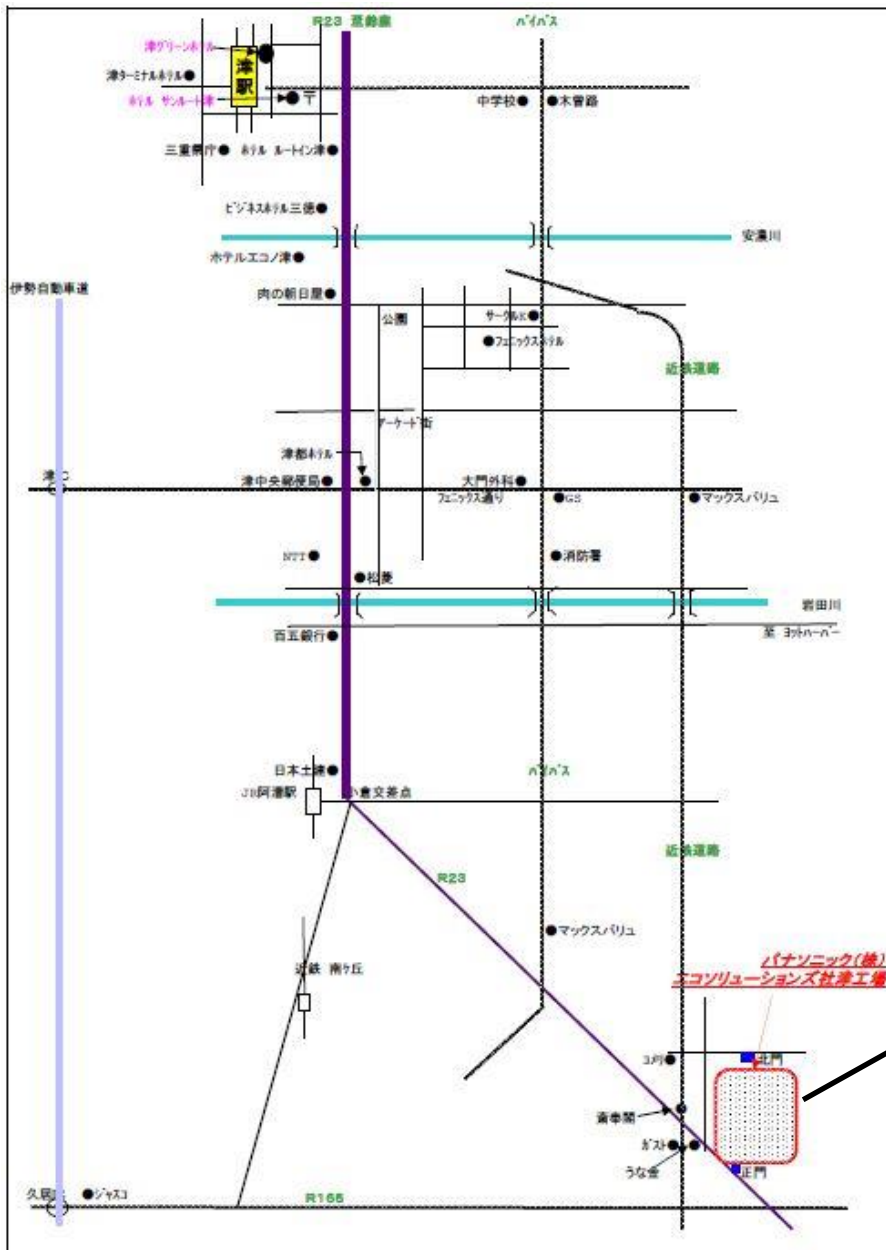 R23 至鈴鹿
バイパス
津グリーンホテル
津駅
津ターミナルホテル
ホテル サンルート津
〒
中学校
木曽路
三重県庁
ホテル ルートイン津
ビジネスホテル三徳
安濃川
ホテルエコノ津
伊勢自動車道
肉の朝日屋
公園
サークルK
フェニックスホテル
近鉄道路
アーケード街
津都ホテル
津中央郵便局
大門外科
フェニックス通り
GS
マックスバリュ
NTT
消防署
松菱
岩田川
百五銀行
至 ヨットハーバー
日本土建
バイパス
JR阿漕駅
小倉交差点
近鉄道路
R23
マックスバリュ
近鉄 南ヶ丘
パナソニック(株)
エコソリューションズ社津工場
コメリ
北門
斎奉閣
ガスト
うな金
正門
ジャスコ
R165